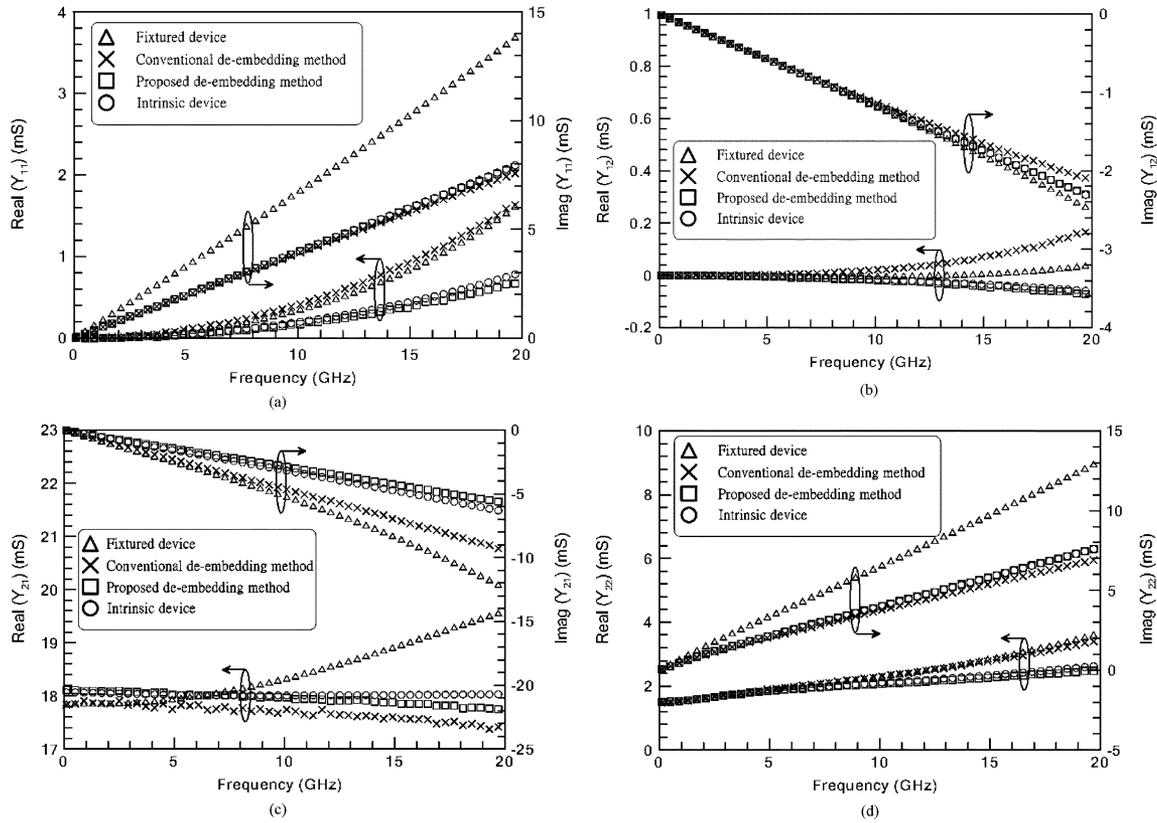 4
3
2
1
0
15
10
5
0
0
5
10
15
20
Real (Y11) (mS)
Imag (Y11) (mS)
Fixtured device
Conventional de-embedding method
Proposed de-embedding method
Intrinsic device
Frequency (GHz)
(a)
1
0.8
0.6
0.4
0.2
0
-0.2
0
-1
-2
-3
-4
0
5
10
15
20
Real (Y12) (mS)
Imag (Y12) (mS)
Fixtured device
Conventional de-embedding method
Proposed de-embedding method
Intrinsic device
Frequency (GHz)
(b)
23
22
21
20
19
18
17
0
-5
-10
-15
-20
-25
0
5
10
15
20
Real (Y21) (mS)
Imag (Y21) (mS)
Fixtured device
Conventional de-embedding method
Proposed de-embedding method
Intrinsic device
Frequency (GHz)
(c)
10
8
6
4
2
0
15
10
5
0
-5
0
5
10
15
20
Real (Y22) (mS)
Imag (Y22) (mS)
Fixtured device
Conventional de-embedding method
Proposed de-embedding method
Intrinsic device
Frequency (GHz)
(d)